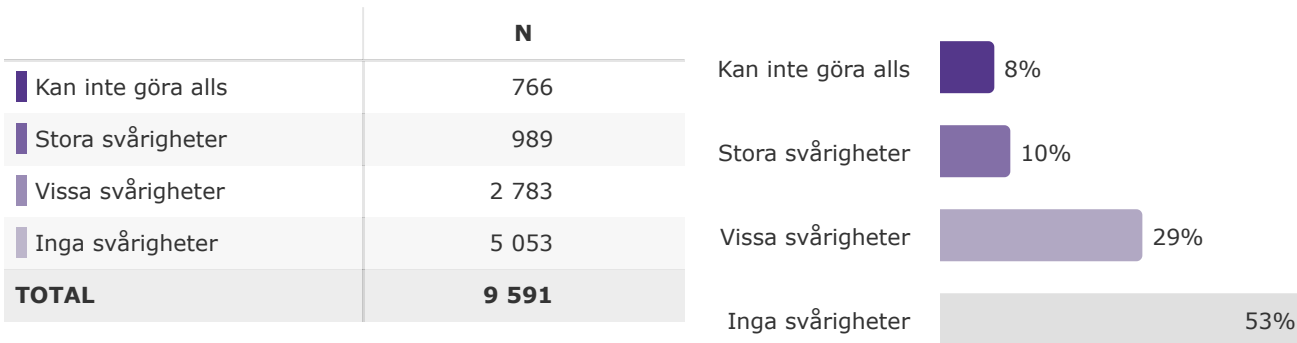 N
Kan inte göra alls 766
Stora svårigheter 989
Vissa svårigheter 2 783
Inga svårigheter 5 053
TOTAL 9 591
Kan inte göra alls 8%
Stora svårigheter 10%
Vissa svårigheter 29%
Inga svårigheter 53%